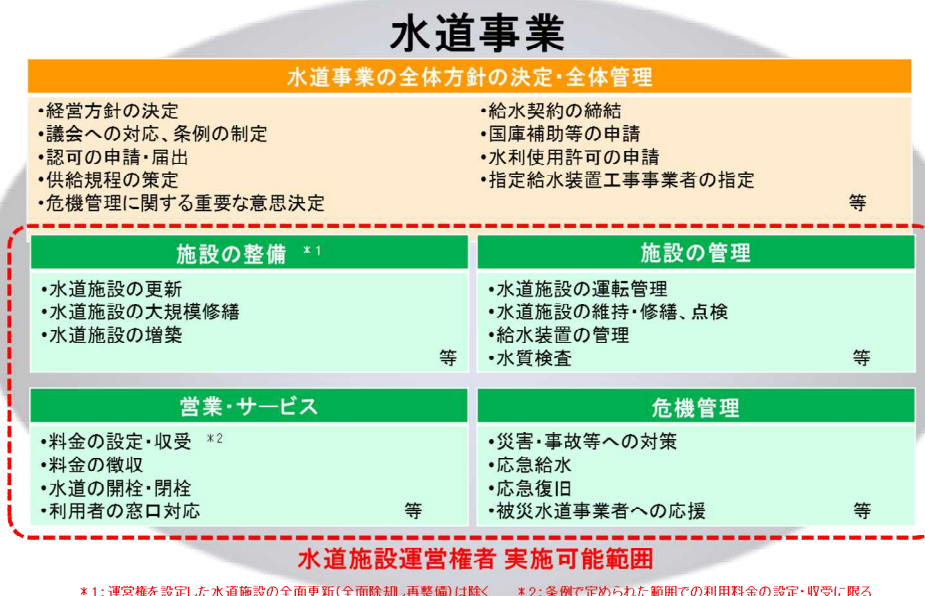 水道事業
水道事業の全体方針の決定・全体管理
・経営方針の決定
・議会への対応、条例の制定
・認可の申請・届出
・供給規程の策定
・危機管理に関する重要な意思決定
・給水契約の締結
・国庫補助等の申請
・水利使用許可の申請
・指定給水装置工事事業者の指定
等
施設の整備 *1
・水道施設の更新
・水道施設の大規模修繕
・水道施設の増築
等
施設の管理
・水道施設の運転管理
・水道施設の維持・修繕、点検
・給水装置の管理
・水質検査 等
営業・サービス
・料金の設定・収受 *2
・料金の徴収
・水道の開栓・閉栓
・利用者の窓口対応 等
危機管理
・災害・事故等への対策
・応急給水
・応急復旧
・被災水道事業者への応援 等
水道施設運営権者 実施可能範囲
*1:運営権を設定した水道施設の全面更新(全面除却し再整備)は除く *2:条例で定められた範囲での利用料金の設定・収受に限る